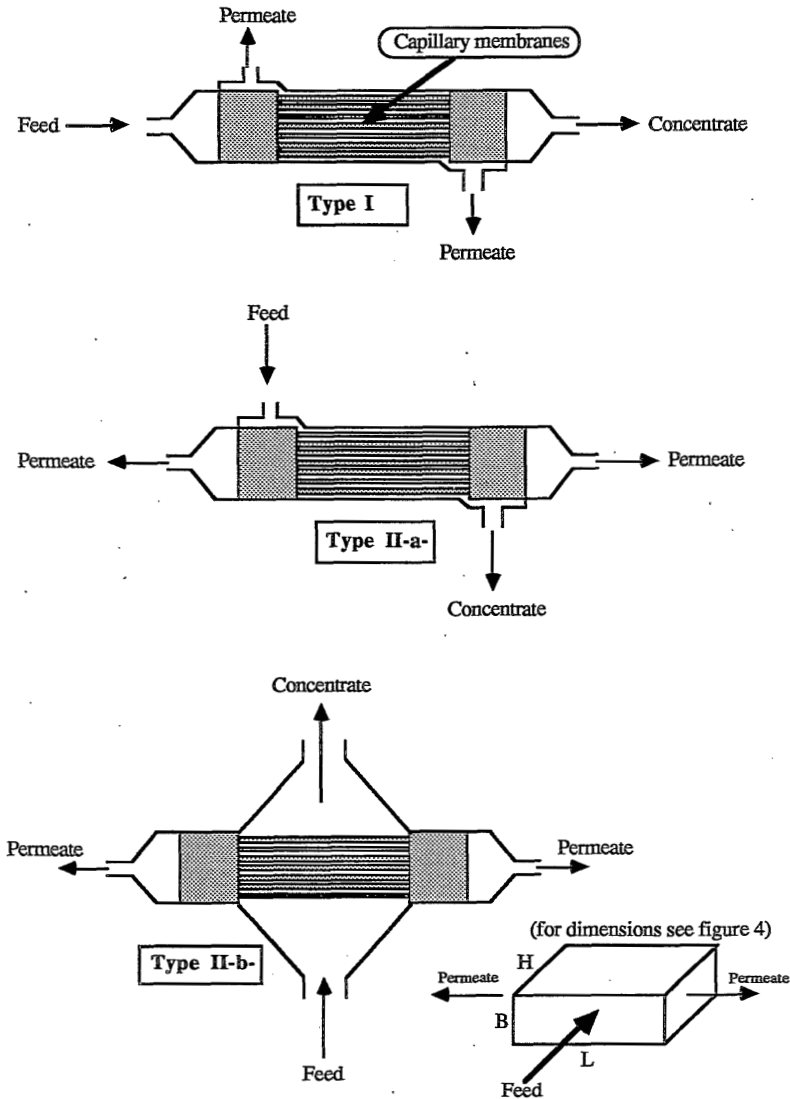 Permeate
Capillary membranes
Feed
Concentrate
Type I
Permeate
Feed
Permeate
Permeate
Type II-a-
Concentrate
Concentrate
Permeate
Permeate
(for dimensions see figure 4)
Type II-b-
H
Permeate
Permeate
B
L
Feed
Feed